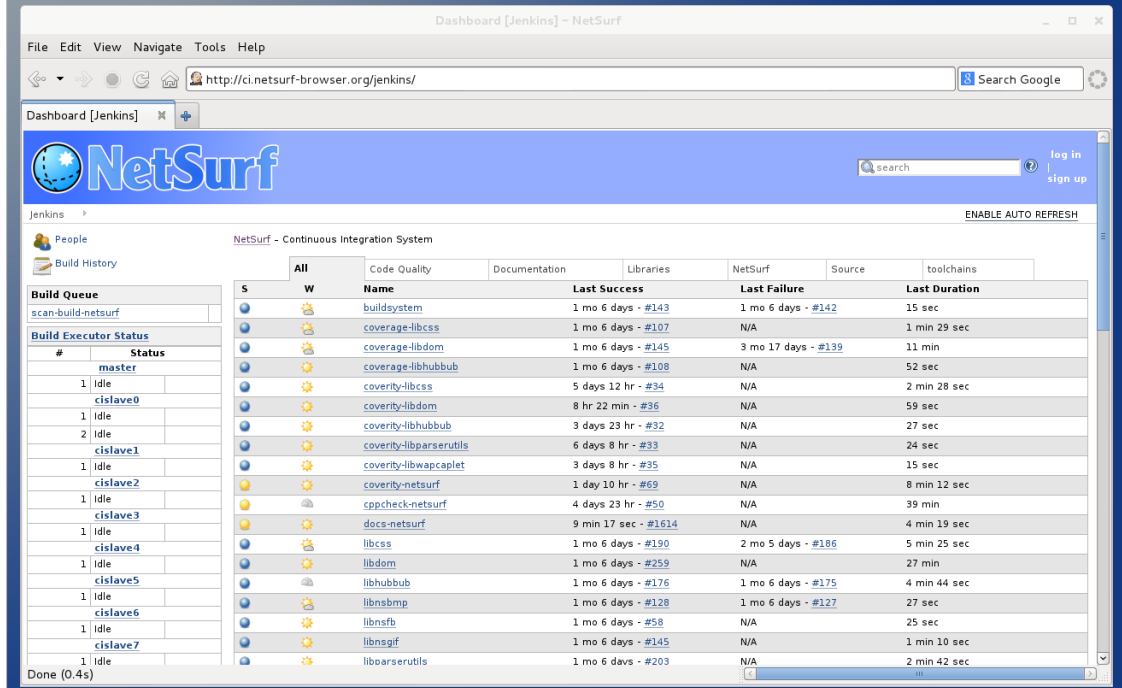 Dashboard [Jenkins] – NetSurf
File Edit View Navigate Tools Help
http://ci.netsurf-browser.org/jenkins/
Search Google
Dashboard [Jenkins]
NetSurf
search
log in
|
sign up
Jenkins
ENABLE AUTO REFRESH
People
Build History
Build Queue
scan-build-netsurf
Build Executor Status
# Status
master
1 Idle
cislave0
1 Idle
2 Idle
cislave1
1 Idle
cislave2
1 Idle
cislave3
1 Idle
cislave4
1 Idle
cislave5
1 Idle
cislave6
1 Idle
cislave7
1 Idle
NetSurf – Continuous Integration System
All Code Quality Documentation Libraries NetSurf Source toolchains
S W Name Last Success Last Failure Last Duration
buildsystem 1 mo 6 days - #143 1 mo 6 days - #142 15 sec
coverage-libcss 1 mo 6 days - #107 N/A 1 min 29 sec
coverage-libdom 1 mo 6 days - #145 3 mo 17 days - #139 11 min
coverage-libhubbub 1 mo 6 days - #108 N/A 52 sec
coverity-libcss 5 days 12 hr - #34 N/A 2 min 28 sec
coverity-libdom 8 hr 22 min - #36 N/A 59 sec
coverity-libhubbub 3 days 23 hr - #32 N/A 27 sec
coverity-libparserutils 6 days 8 hr - #33 N/A 24 sec
coverity-libwapcaplet 3 days 8 hr - #35 N/A 15 sec
coverity-netsurf 1 day 10 hr - #69 N/A 8 min 12 sec
cppcheck-netsurf 4 days 23 hr - #50 N/A 39 min
docs-netsurf 9 min 17 sec - #1614 N/A 4 min 19 sec
libcss 1 mo 6 days - #190 2 mo 5 days - #186 5 min 25 sec
libdom 1 mo 6 days - #259 N/A 27 min
libhubbub 1 mo 6 days - #176 1 mo 6 days - #175 4 min 44 sec
libnsbmp 1 mo 6 days - #128 1 mo 6 days - #127 27 sec
libnsfb 1 mo 6 days - #58 N/A 25 sec
libnsgif 1 mo 6 days - #145 N/A 1 min 10 sec
libparserutils 1 mo 6 days - #203 N/A 2 min 42 sec
Done (0.4s)